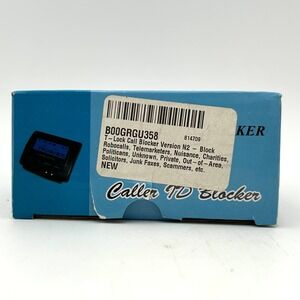 B00GRGU358
814709
T-Lock Call Blocker Version N2 - Block
Robocalls, Telemarketers, Nuisance, Charities,
Politicans, Unknown, Private, Out-of-Area,
Solicitors, Junk Faxes, Scammers, etc.
NEW
KER
Caller ID Blocker